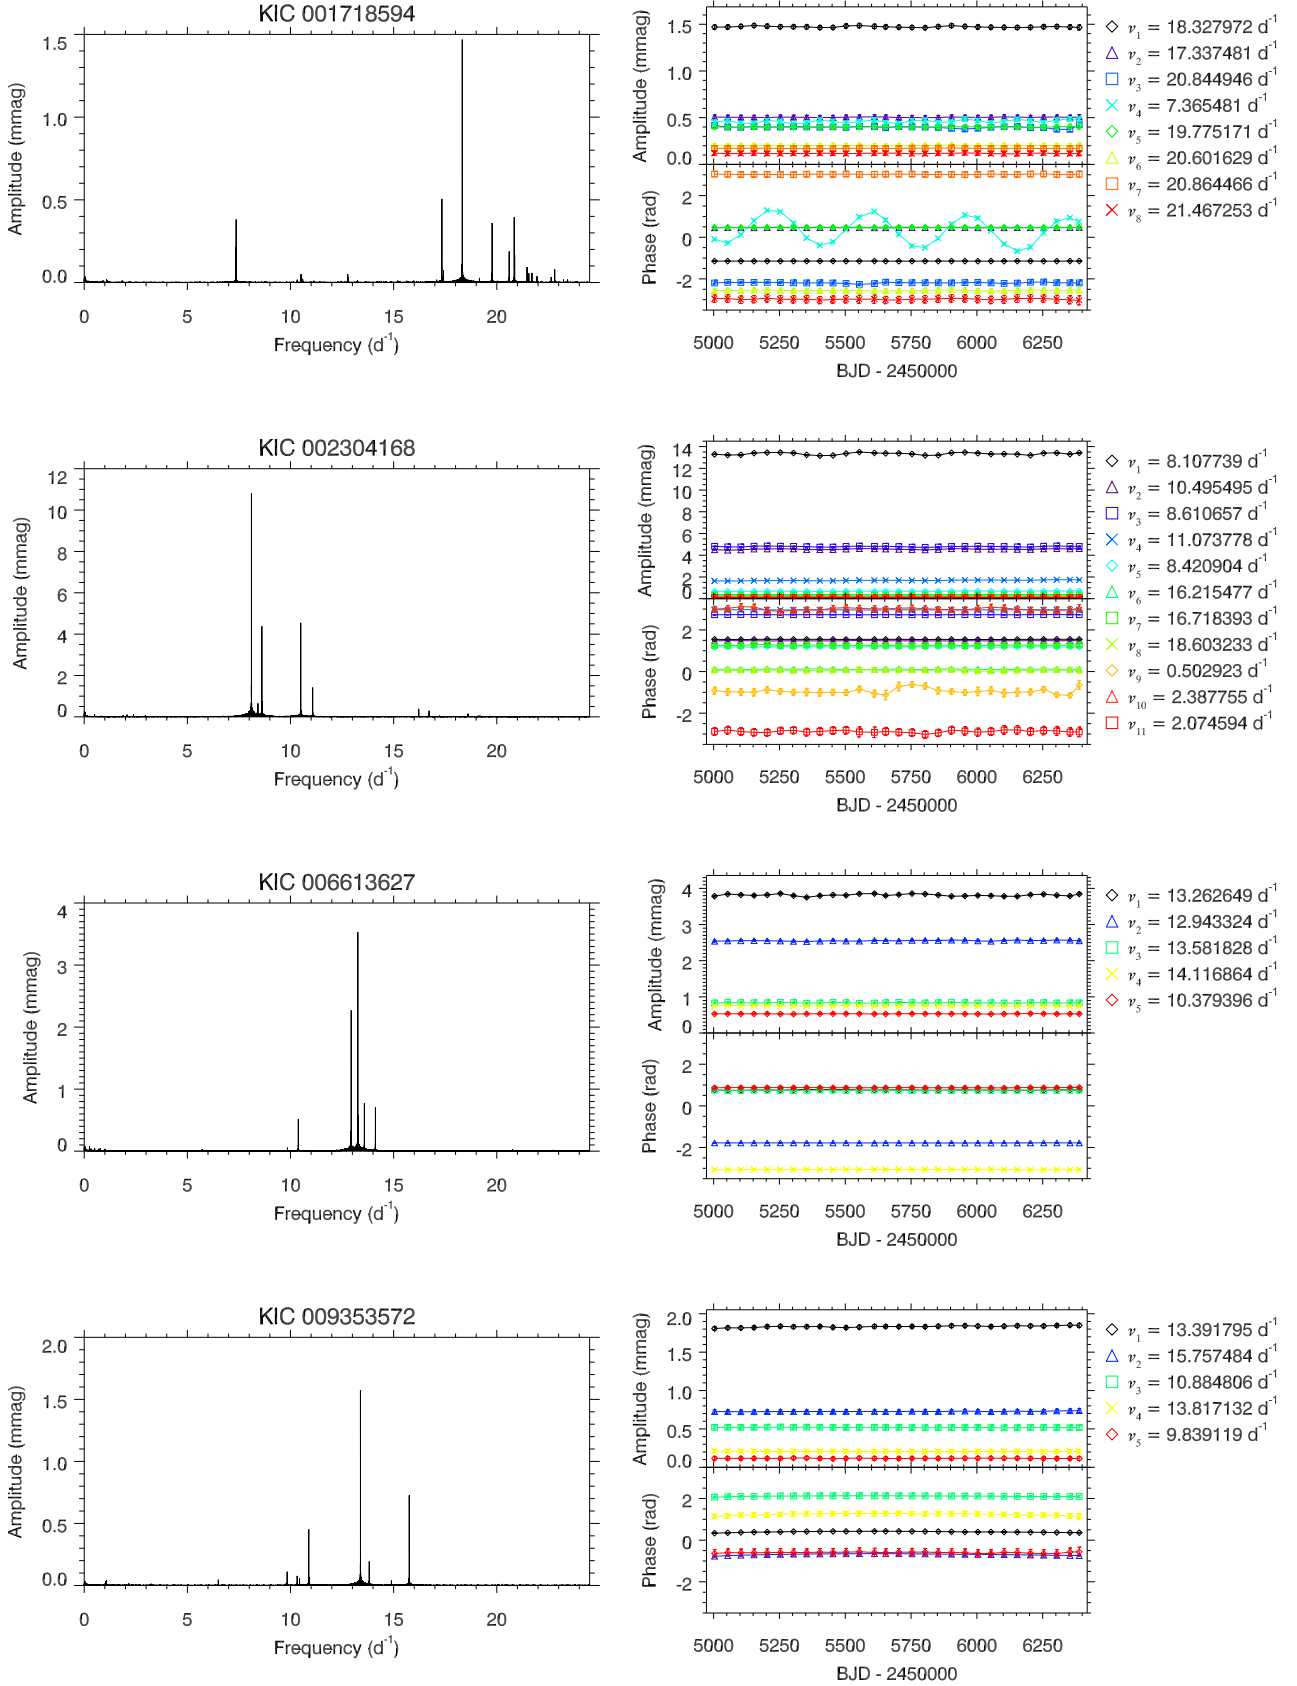 KIC 001718594
Amplitude (mmag)
1.5
1.0
0.5
0.0
0 5 10 15 20
Frequency (d⁻¹)
Amplitude (mmag)
1.5
1.0
0.5
0.0
Phase (rad)
2
0
-2
5000 5250 5500 5750 6000 6250
BJD - 2450000
ν₁ = 18.327972 d⁻¹
ν₂ = 17.337481 d⁻¹
ν₃ = 20.844946 d⁻¹
ν₄ = 7.365481 d⁻¹
ν₅ = 19.775171 d⁻¹
ν₆ = 20.601629 d⁻¹
ν₇ = 20.864466 d⁻¹
ν₈ = 21.467253 d⁻¹
KIC 002304168
Amplitude (mmag)
12
10
8
6
4
2
0
0 5 10 15 20
Frequency (d⁻¹)
Amplitude (mmag)
14
12
10
8
6
4
2
0
Phase (rad)
2
0
-2
5000 5250 5500 5750 6000 6250
BJD - 2450000
ν₁ = 8.107739 d⁻¹
ν₂ = 10.495495 d⁻¹
ν₃ = 8.610657 d⁻¹
ν₄ = 11.073778 d⁻¹
ν₅ = 8.420904 d⁻¹
ν₆ = 16.215477 d⁻¹
ν₇ = 16.718393 d⁻¹
ν₈ = 18.603233 d⁻¹
ν₉ = 0.502923 d⁻¹
ν₁₀ = 2.387755 d⁻¹
ν₁₁ = 2.074594 d⁻¹
KIC 006613627
Amplitude (mmag)
4
3
2
1
0
0 5 10 15 20
Frequency (d⁻¹)
Amplitude (mmag)
4
3
2
1
0
Phase (rad)
2
0
-2
5000 5250 5500 5750 6000 6250
BJD - 2450000
ν₁ = 13.262649 d⁻¹
ν₂ = 12.943324 d⁻¹
ν₃ = 13.581828 d⁻¹
ν₄ = 14.116864 d⁻¹
ν₅ = 10.379396 d⁻¹
KIC 009353572
Amplitude (mmag)
2.0
1.5
1.0
0.5
0.0
0 5 10 15 20
Frequency (d⁻¹)
Amplitude (mmag)
2.0
1.5
1.0
0.5
0.0
Phase (rad)
2
0
-2
5000 5250 5500 5750 6000 6250
BJD - 2450000
ν₁ = 13.391795 d⁻¹
ν₂ = 15.757484 d⁻¹
ν₃ = 10.884806 d⁻¹
ν₄ = 13.817132 d⁻¹
ν₅ = 9.839119 d⁻¹